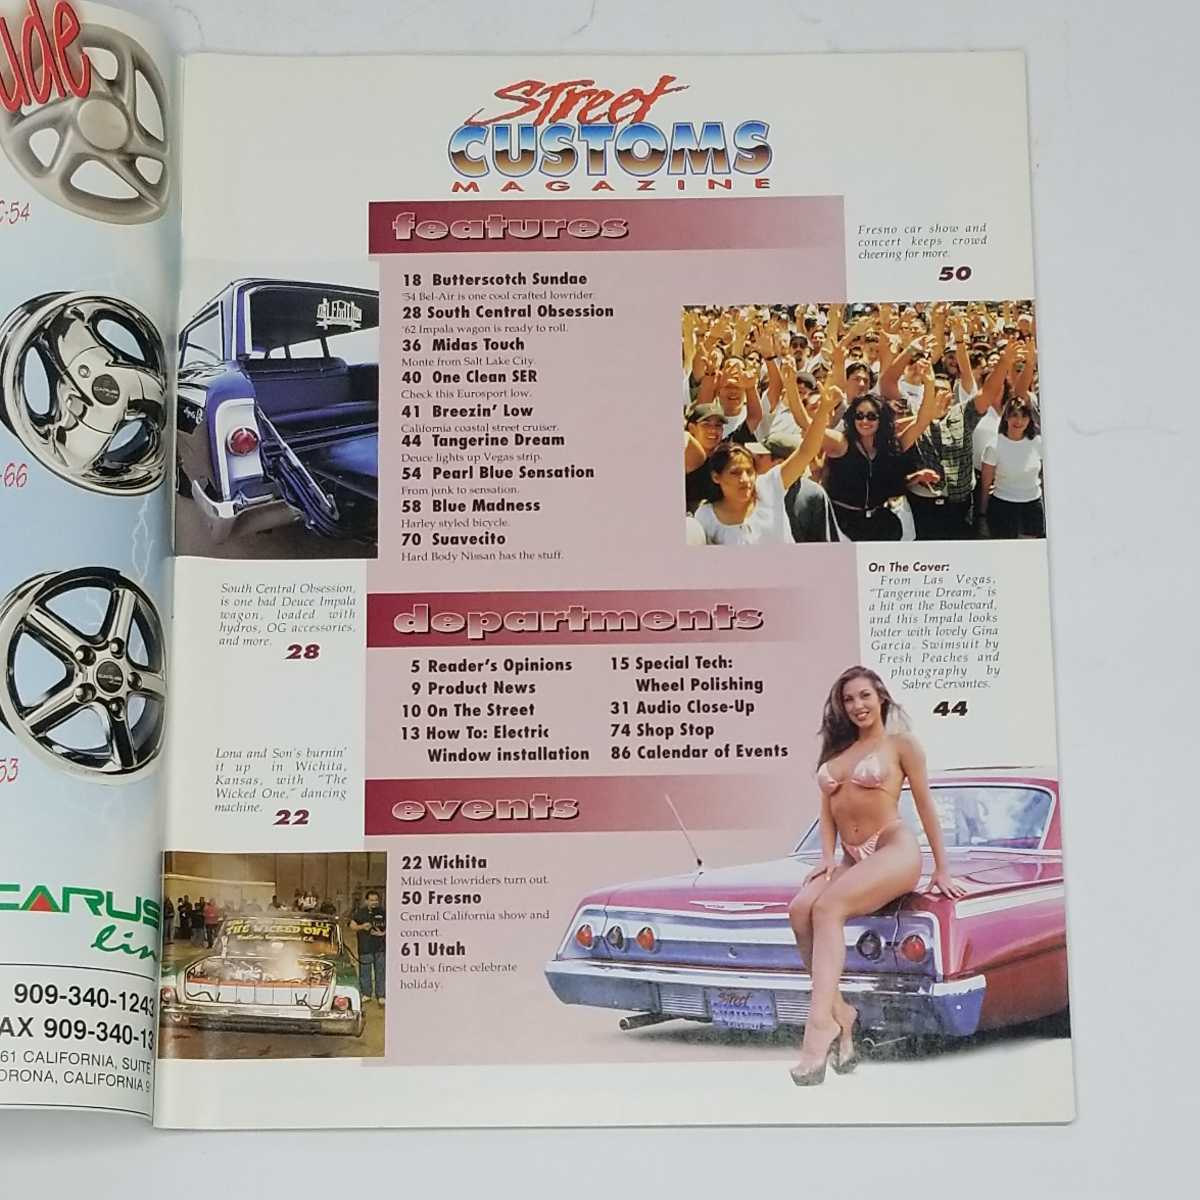 Street
CUSTOMS
MAGAZINE
features
18 Butterscotch Sundae
'54 Bel-Air is one cool crafted lowrider.
28 South Central Obsession
'62 Impala wagon is ready to roll.
36 Midas Touch
Monte from Salt Lake City.
40 One Clean SER
Check this Eurosport low.
41 Breezin' Low
California coastal street cruiser.
44 Tangerine Dream
Deuce lights up Vegas strip.
54 Pearl Blue Sensation
From junk to sensation.
58 Blue Madness
Harley styled bicycle.
70 Suavecito
Hard Body Nissan has the stuff.
Fresno car show and
concert keeps crowd
cheering for more.
50
South Central Obsession,
is one bad Deuce Impala
wagon, loaded with
hydros, OG accessories,
and more.
28
On The Cover:
From Las Vegas,
"Tangerine Dream," is
a hit on the Boulevard,
and this Impala looks
hotter with lovely Gina
Garcia. Swimsuit by
Fresh Peaches and
photography by
Sabre Cervantes.
44
departments
5 Reader's Opinions
9 Product News
10 On The Street
13 How To: Electric
Window installation
15 Special Tech:
Wheel Polishing
31 Audio Close-Up
74 Shop Stop
86 Calendar of Events
Lona and Son's burnin'
it up in Wichita,
Kansas, with "The
Wicked One," dancing
machine.
22
events
22 Wichita
Midwest lowriders turn out.
50 Fresno
Central California show and
concert.
61 Utah
Utah's finest celebrate
holiday.
THE WICKED ONE
Street
CUSTOMS
ude
C-54
-66
53
CARUS
lin
909-340-1243
AX 909-340-13
61 CALIFORNIA, SUITE
ORONA, CALIFORNIA 9